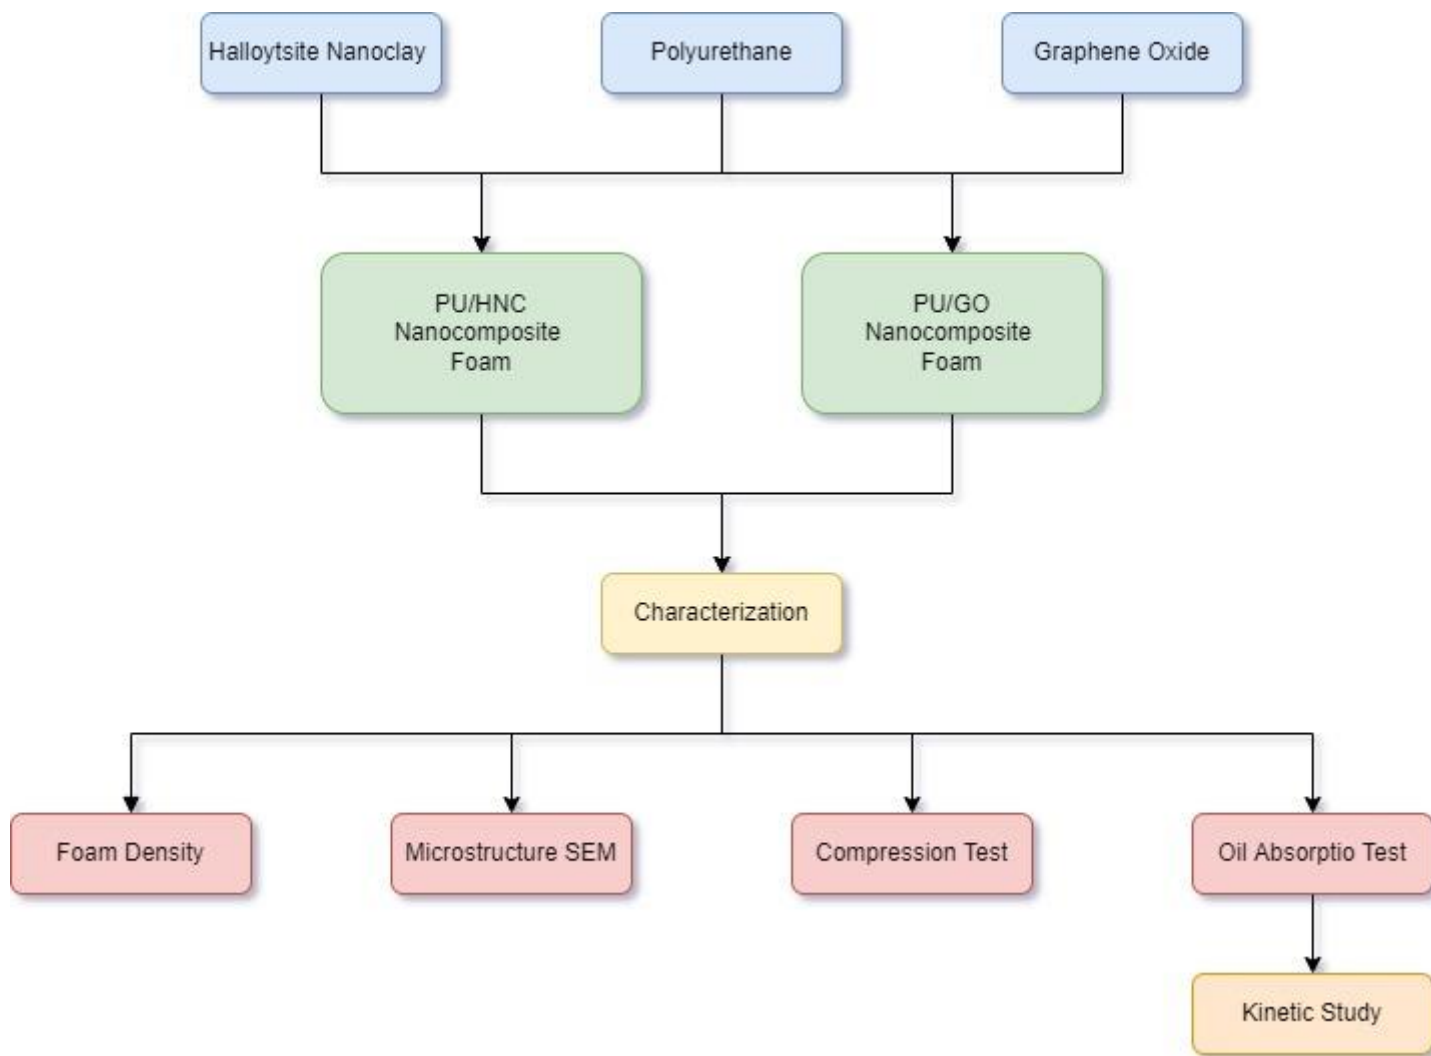 Halloytsite Nanoclay
Polyurethane
Graphene Oxide
PU/HNC
Nanocomposite
Foam
PU/GO
Nanocomposite
Foam
Characterization
Foam Density
Microstructure SEM
Compression Test
Oil Absorptio Test
Kinetic Study